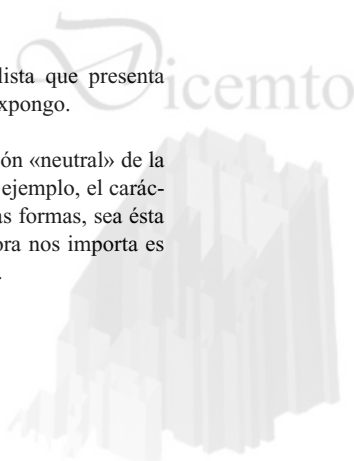 Dicemto
lista que presenta
xpongo.
ón «neutral» de la
ejemplo, el carác-
as formas, sea ésta
ora nos importa es